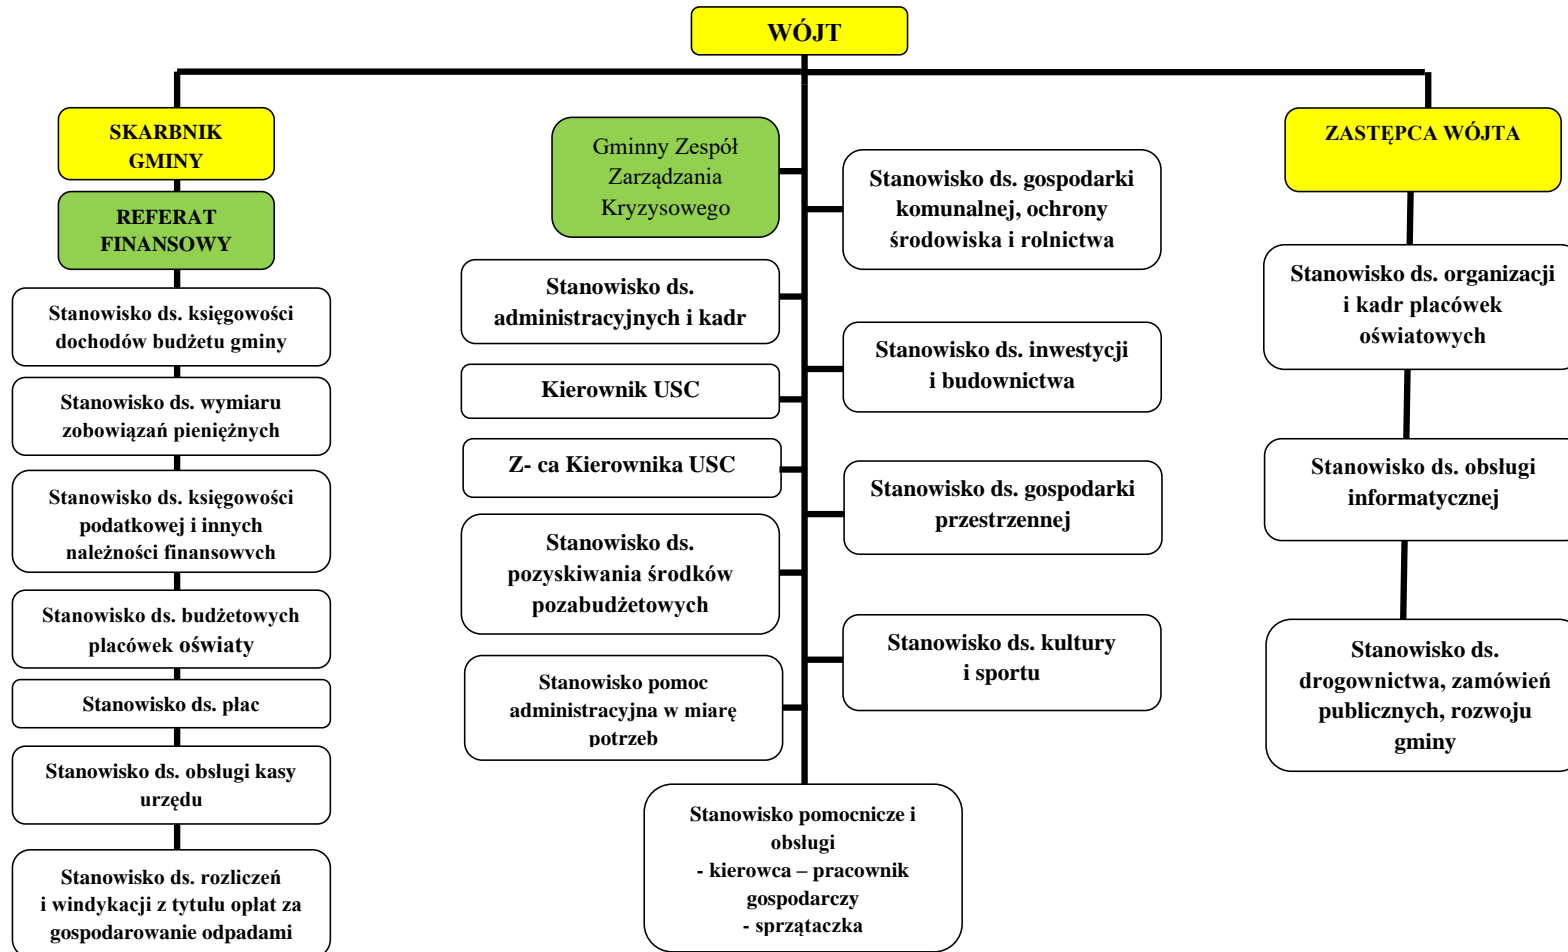 WÓJT
SKARBNIK
GMINY
REFERAT
FINANSOWY
Stanowisko ds. księgowości
dochodów budżetu gminy
Stanowisko ds. wymiaru
zobowiązań pieniężnych
Stanowisko ds. księgowości
podatkowej i innych
należności finansowych
Stanowisko ds. budżetowych
placówek oświaty
Stanowisko ds. płac
Stanowisko ds. obsługi kasy
urzędu
Stanowisko ds. rozliczeń
i windykacji z tytułu opłat za
gospodarowanie odpadami
Gminny Zespół
Zarządzania
Kryzysowego
Stanowisko ds.
administracyjnych i kadr
Kierownik USC
Z- ca Kierownika USC
Stanowisko ds.
pozyskiwania środków
pozabudżetowych
Stanowisko pomoc
administracyjna w miarę
potrzeb
Stanowisko ds. gospodarki
komunalnej, ochrony
środowiska i rolnictwa
Stanowisko ds. inwestycji
i budownictwa
Stanowisko ds. gospodarki
przestrzennej
Stanowisko ds. kultury
i sportu
Stanowisko pomocnicze i
obsługi
- kierowca – pracownik
gospodarczy
- sprzątaczka
ZASTĘPCA WÓJTA
Stanowisko ds. organizacji
i kadr placówek
oświatowych
Stanowisko ds. obsługi
informatycznej
Stanowisko ds.
drogownictwa, zamówień
publicznych, rozwoju
gminy